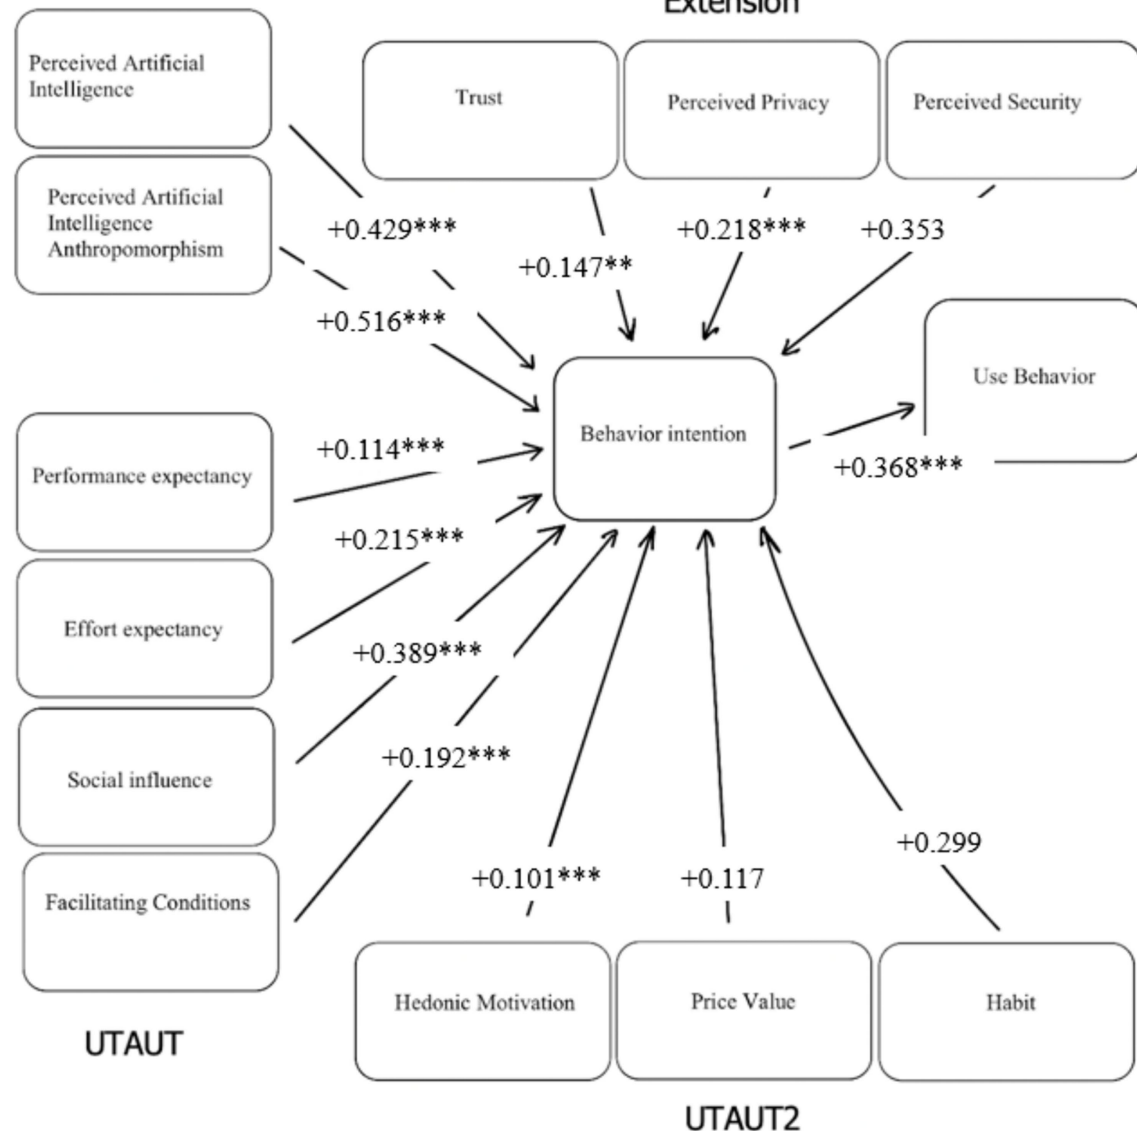 Extension
Perceived Artificial
Intelligence
Trust
Perceived Privacy
Perceived Security
Perceived Artificial
Intelligence
Anthropomorphism
+0.429***
+0.147**
+0.218***
+0.353
+0.516***
Use Behavior
Behavior intention
+0.368***
Performance expectancy
+0.114***
+0.215***
Effort expectancy
+0.389***
Social influence
+0.192***
Facilitating Conditions
+0.101***
+0.117
+0.299
Hedonic Motivation
Price Value
Habit
UTAUT
UTAUT2